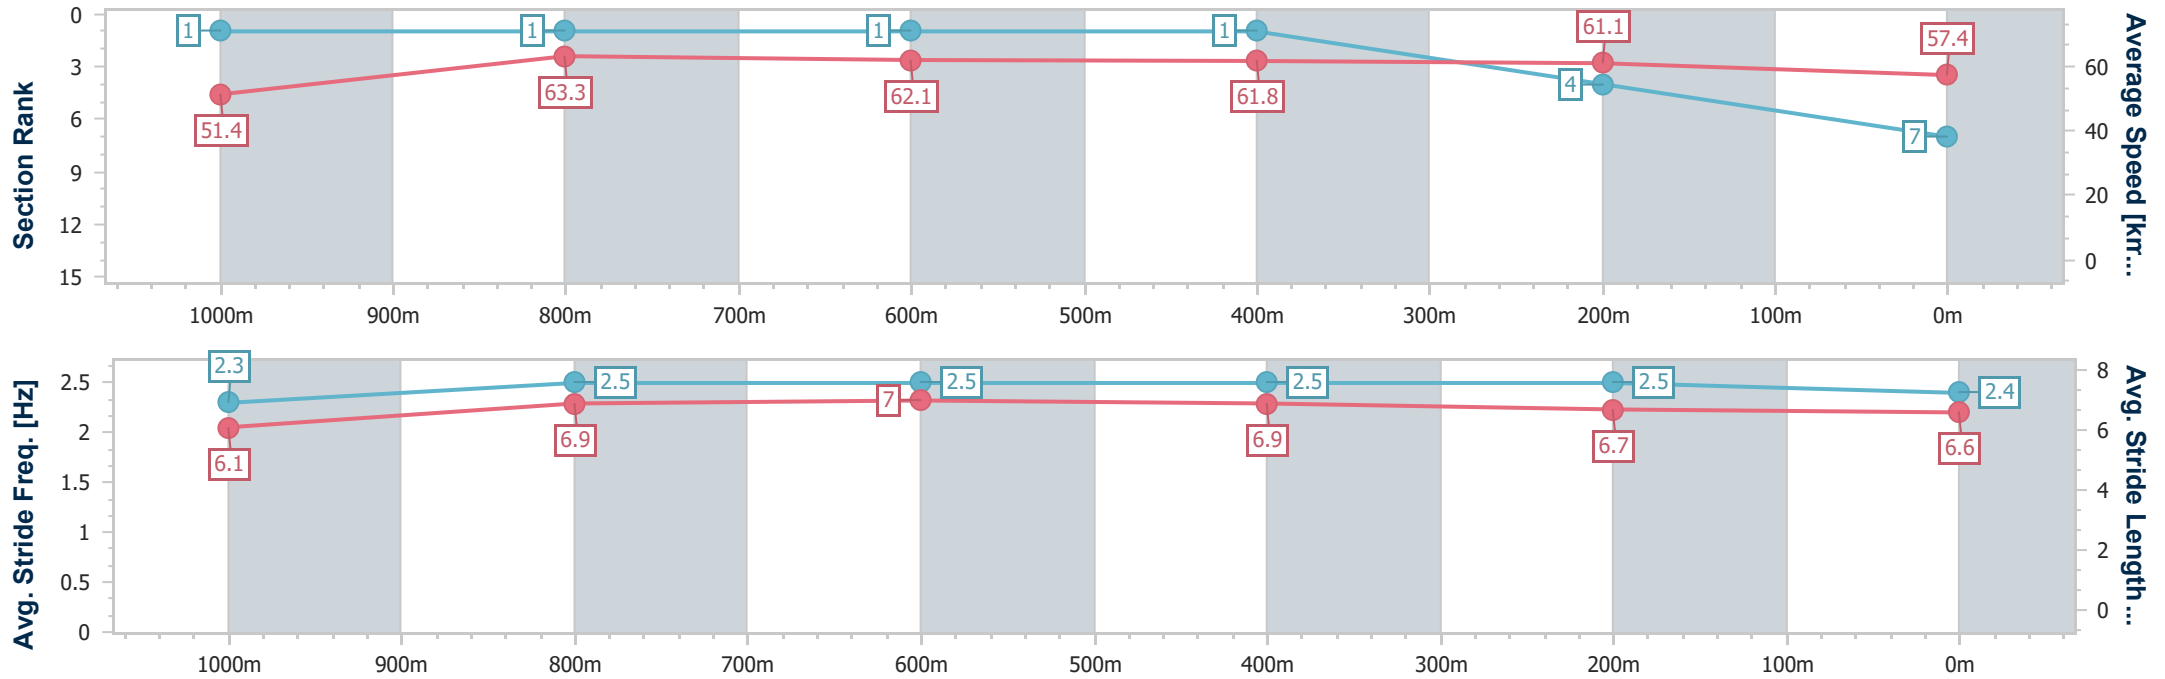 Section Rank
0
3
6
9
12
15
1 1 1 1 4 7
51.4 63.3 62.1 61.8 61.1 57.4
60
40
20
0
Average Speed [km...
1000m 900m 800m 700m 600m 500m 400m 300m 200m 100m 0m
Avg. Stride Freq. [Hz]
2.5
2
1.5
1
0.5
0
2.3 2.5 2.5 2.5 2.5 2.4
6.1 6.9 7 6.9 6.7 6.6
8
6
4
2
0
Avg. Stride Length...
1000m 900m 800m 700m 600m 500m 400m 300m 200m 100m 0m